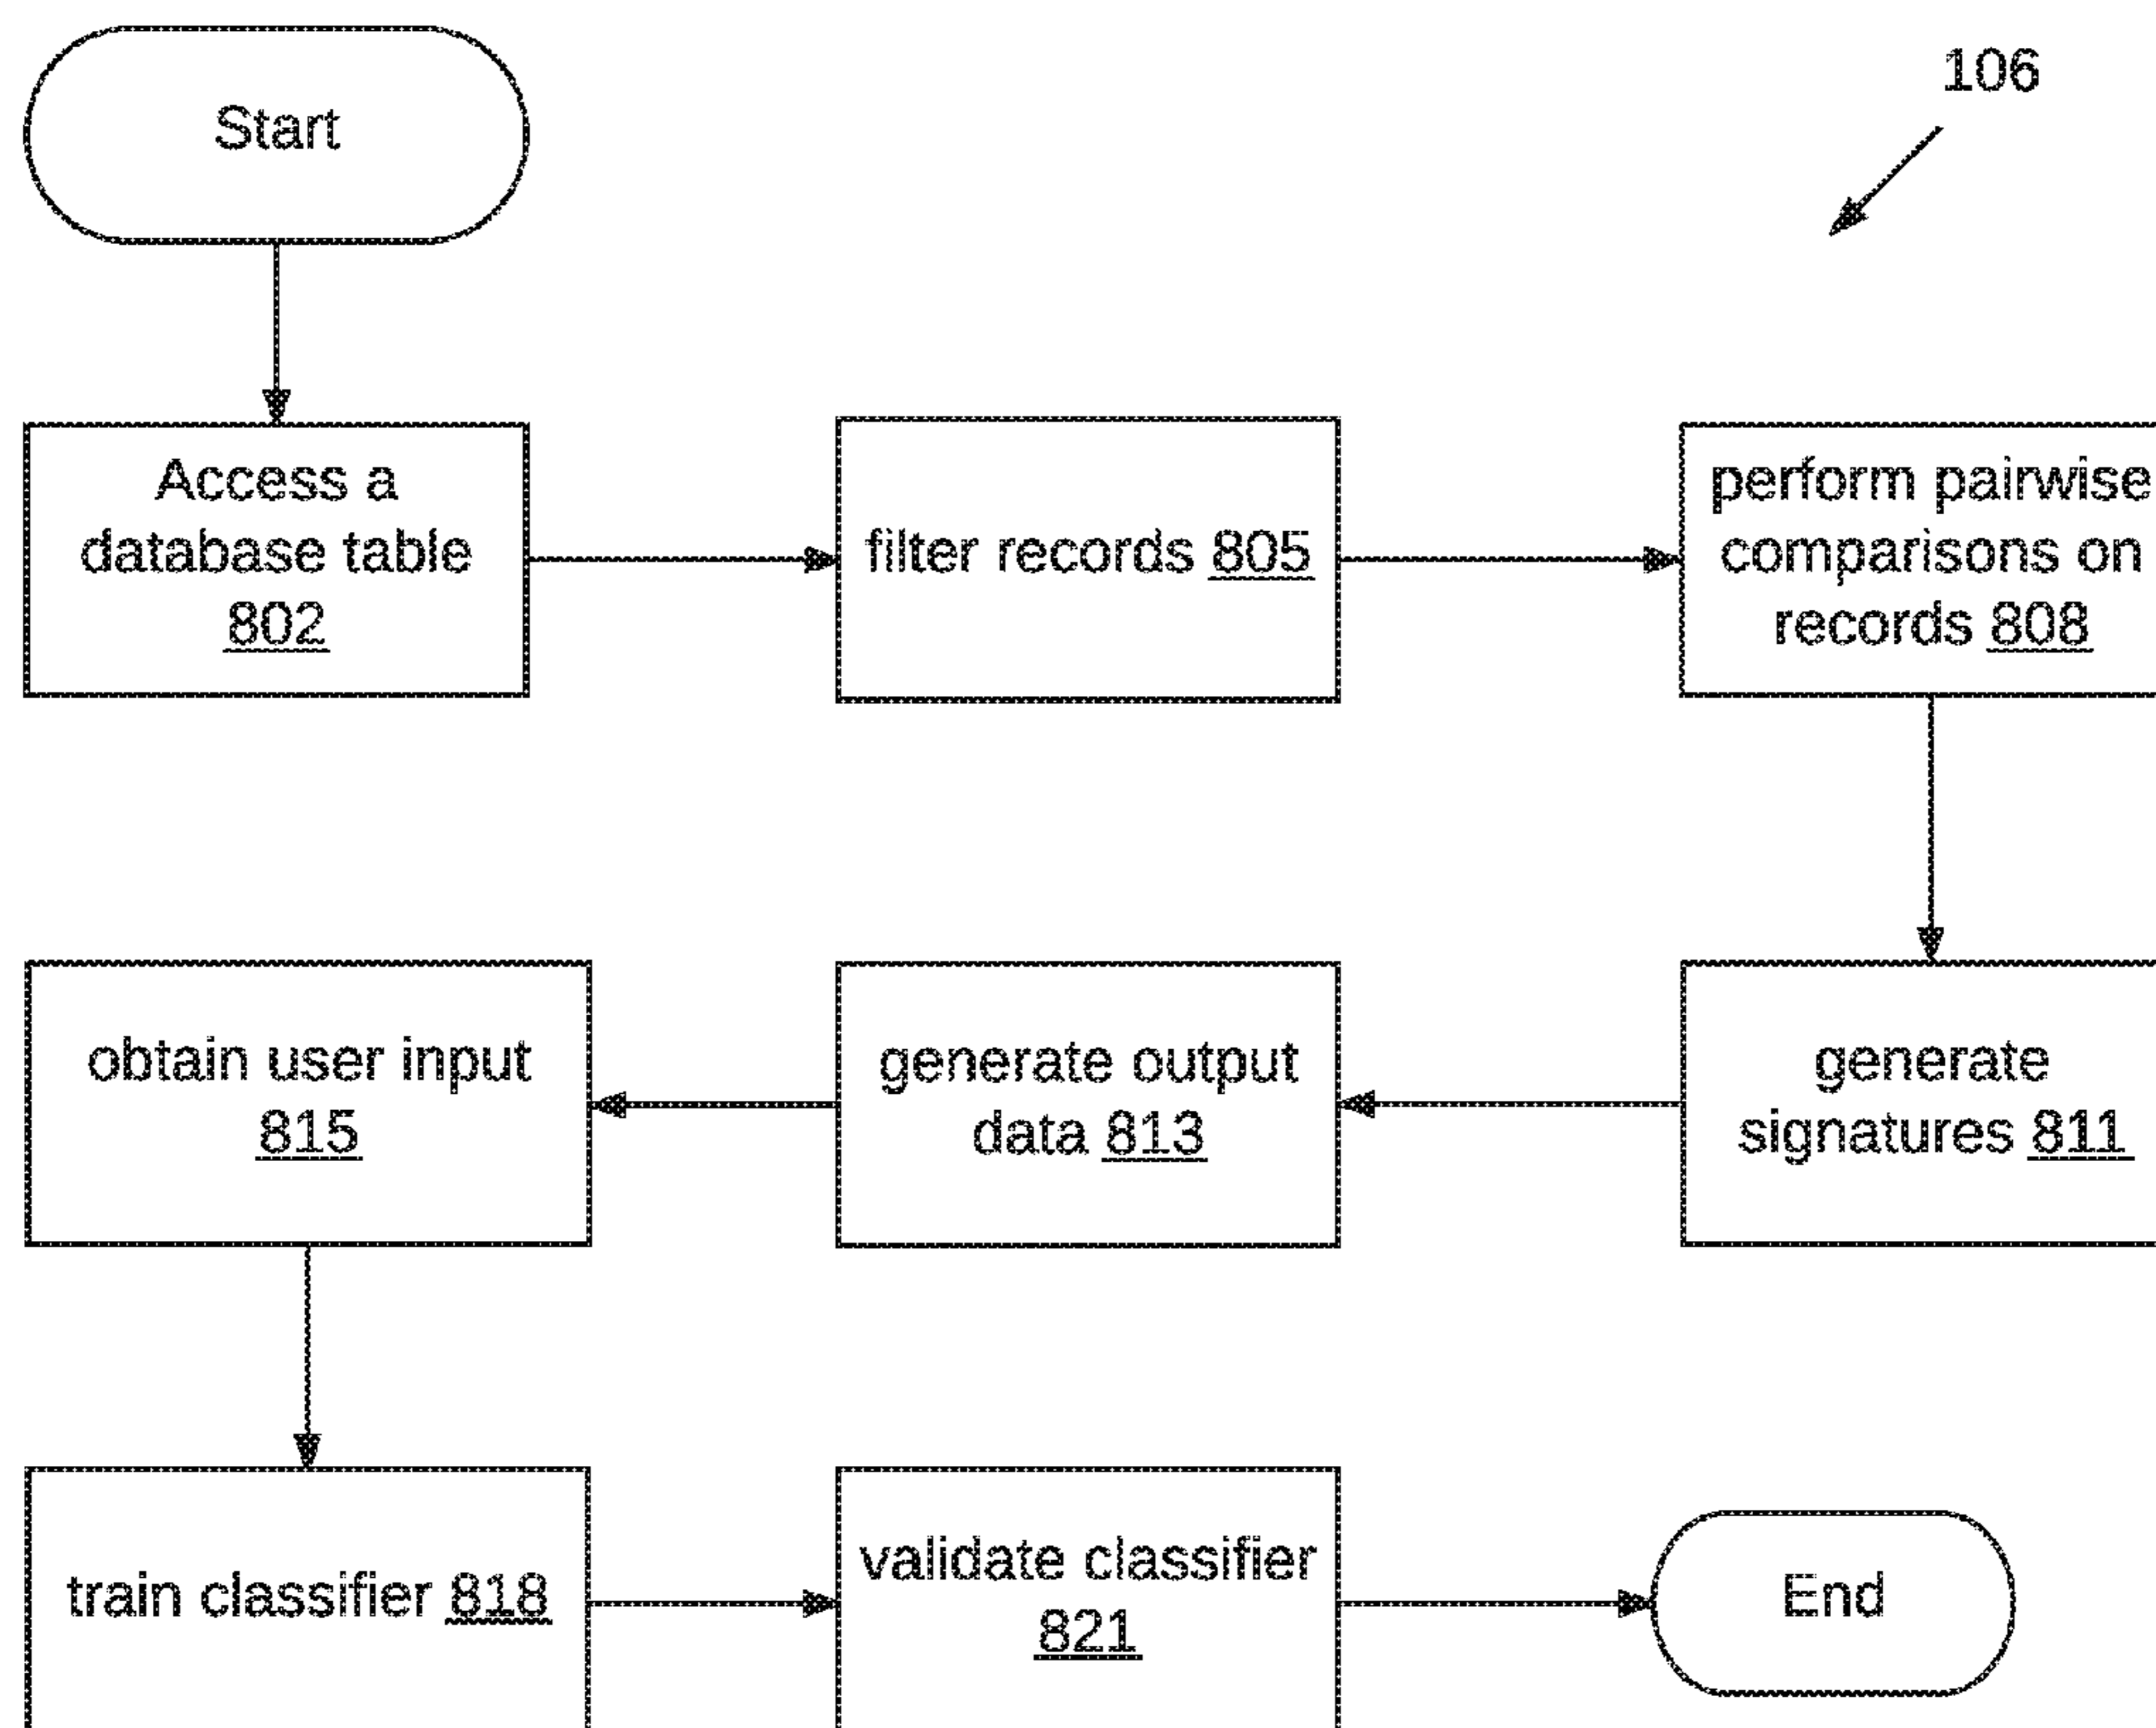 Start
106
Access a
database table
802
filter records 805
perform pairwise
comparisons on
records 808
generate
signatures 811
generate output
data 813
obtain user input
815
train classifier 818
validate classifier
821
End